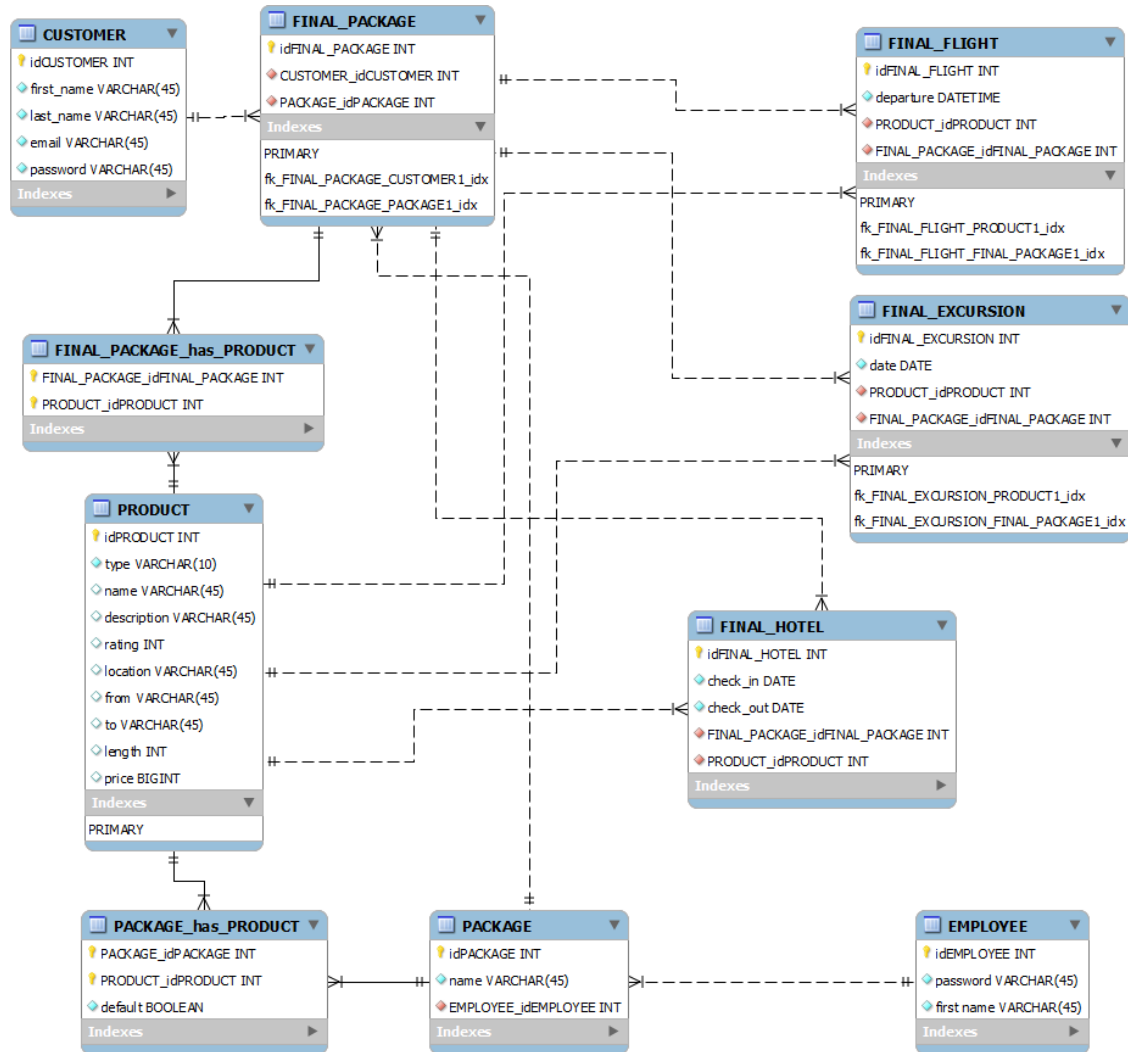 CUSTOMER
idCUSTOMER INT
first_name VARCHAR(45)
last_name VARCHAR(45)
email VARCHAR(45)
password VARCHAR(45)
Indexes
FINAL_PACKAGE
idFINAL_PACKAGE INT
CUSTOMER_idCUSTOMER INT
PACKAGE_idPACKAGE INT
Indexes
PRIMARY
fk_FINAL_PACKAGE_CUSTOMER1_idx
fk_FINAL_PACKAGE_PACKAGE1_idx
FINAL_FLIGHT
idFINAL_FLIGHT INT
departure DATETIME
PRODUCT_idPRODUCT INT
FINAL_PACKAGE_idFINAL_PACKAGE INT
Indexes
PRIMARY
fk_FINAL_FLIGHT_PRODUCT1_idx
fk_FINAL_FLIGHT_FINAL_PACKAGE1_idx
FINAL_EXCURSION
idFINAL_EXCURSION INT
date DATE
PRODUCT_idPRODUCT INT
FINAL_PACKAGE_idFINAL_PACKAGE INT
Indexes
PRIMARY
fk_FINAL_EXCURSION_PRODUCT1_idx
fk_FINAL_EXCURSION_FINAL_PACKAGE1_idx
FINAL_PACKAGE_has_PRODUCT
FINAL_PACKAGE_idFINAL_PACKAGE INT
PRODUCT_idPRODUCT INT
Indexes
PRODUCT
idPRODUCT INT
type VARCHAR(10)
name VARCHAR(45)
description VARCHAR(45)
rating INT
location VARCHAR(45)
from VARCHAR(45)
to VARCHAR(45)
length INT
price BIGINT
Indexes
PRIMARY
FINAL_HOTEL
idFINAL_HOTEL INT
check_in DATE
check_out DATE
FINAL_PACKAGE_idFINAL_PACKAGE INT
PRODUCT_idPRODUCT INT
Indexes
PACKAGE_has_PRODUCT
PACKAGE_idPACKAGE INT
PRODUCT_idPRODUCT INT
default BOOLEAN
Indexes
PACKAGE
idPACKAGE INT
name VARCHAR(45)
EMPLOYEE_idEMPLOYEE INT
Indexes
EMPLOYEE
idEMPLOYEE INT
password VARCHAR(45)
first name VARCHAR(45)
Indexes